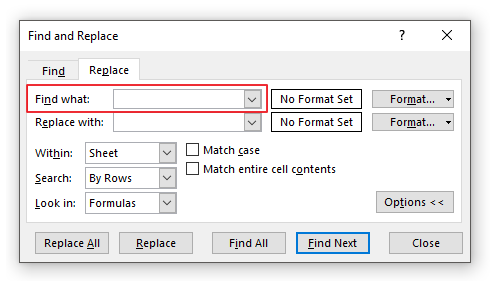 Find and Replace ?
Find Replace
Find what: No Format Set Format...
Replace with: No Format Set Format...
Within: Sheet Match case
Match entire cell contents
Search: By Rows
Look in: Formulas Options <<
Replace All Replace Find All Find Next Close